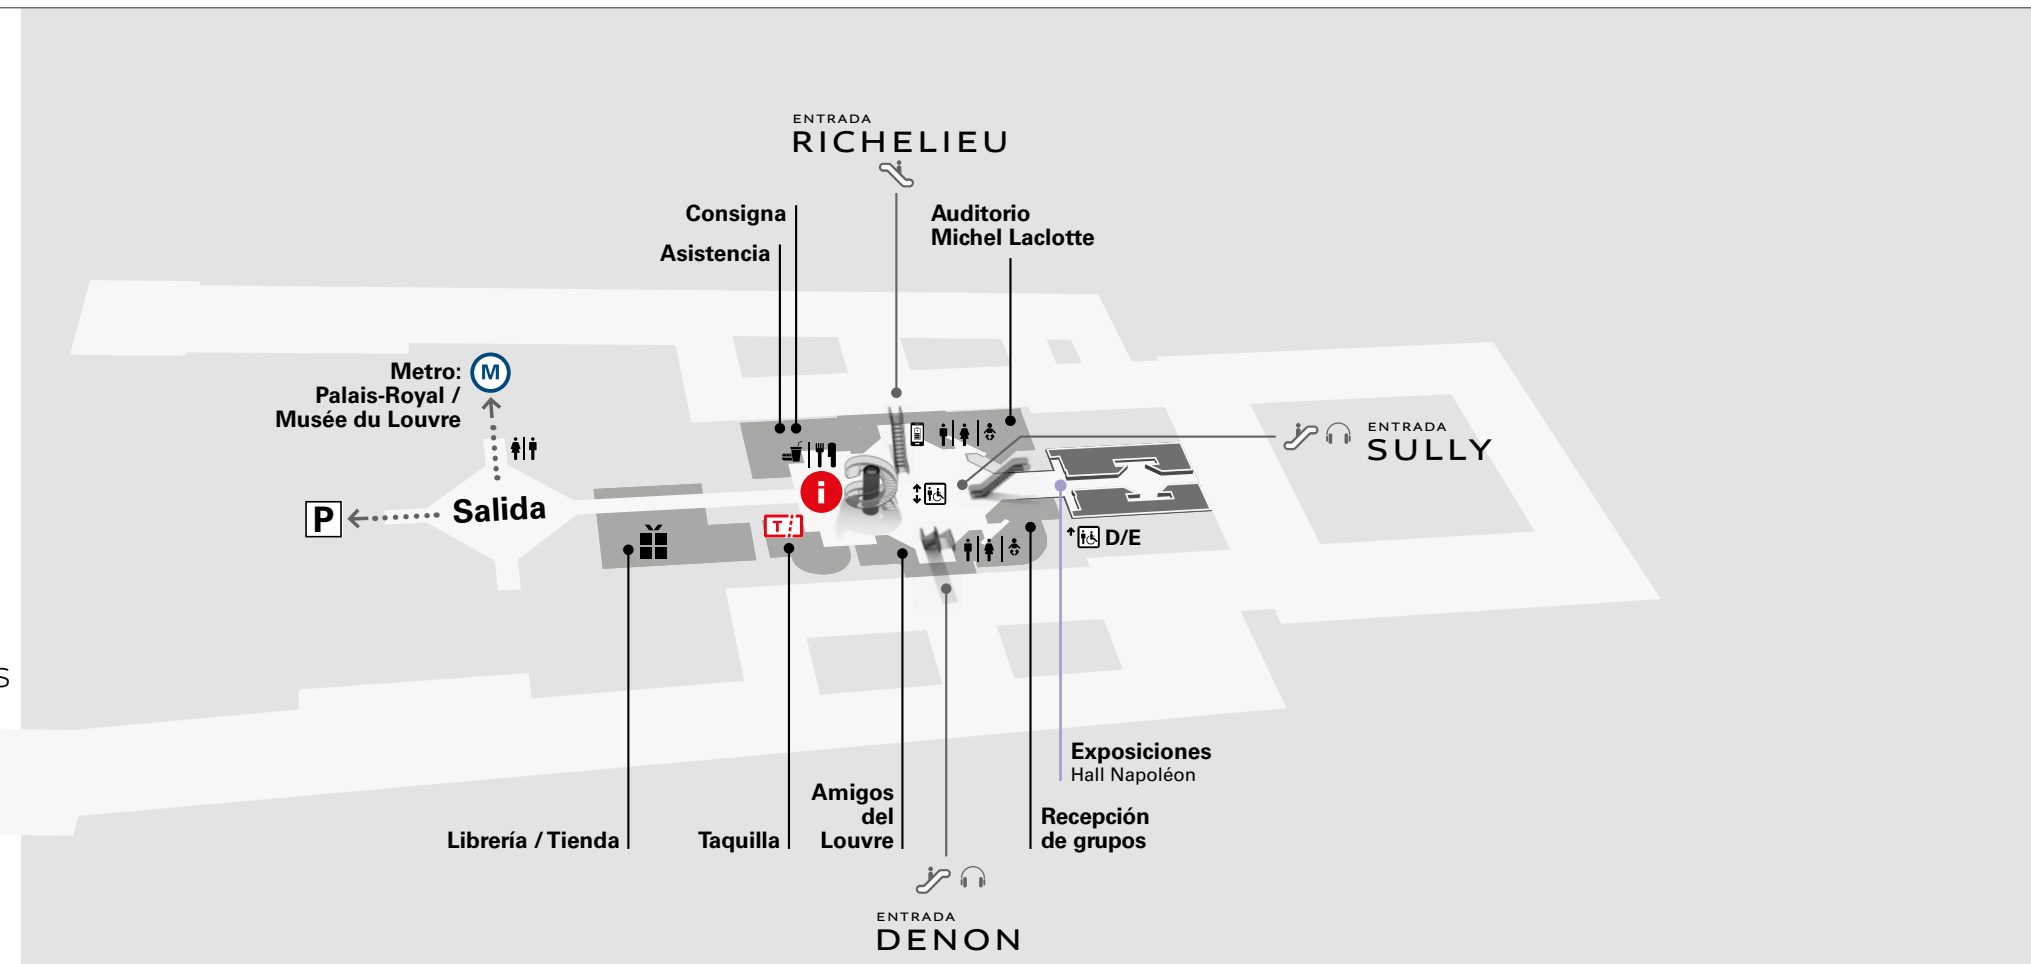 ENTRADA
RICHELIEU
Consigna
Asistencia
Auditorio
Michel Laclotte
Metro:
Palais-Royal /
Musée du Louvre
M
ENTRADA
SULLY
P
Salida
i
T
D/E
S
Exposiciones
Hall Napoléon
Librería / Tienda
Taquilla
Amigos
del
Louvre
Recepción
de grupos
ENTRADA
DENON